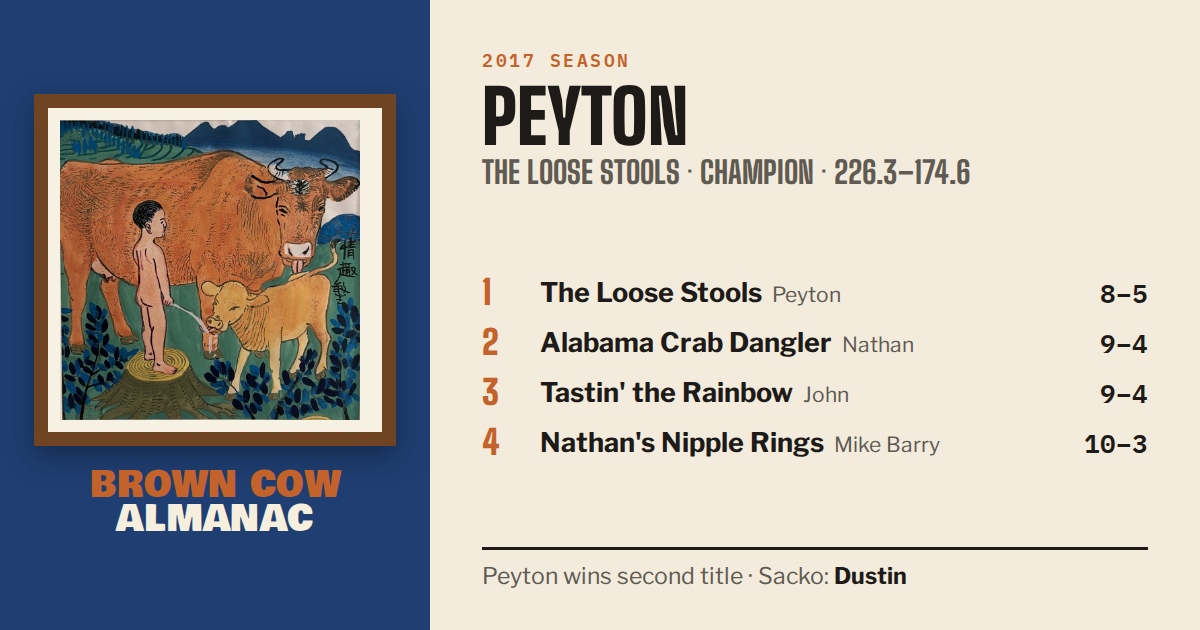 情
趣
BROWN COW
ALMANAC
2017 SEASON
PEYTON
THE LOOSE STOOLS · CHAMPION · 226.3–174.6
1 The Loose Stools Peyton 8–5
2 Alabama Crab Dangler Nathan 9–4
3 Tastin' the Rainbow John 9–4
4 Nathan's Nipple Rings Mike Barry 10–3
Peyton wins second title · Sacko: Dustin